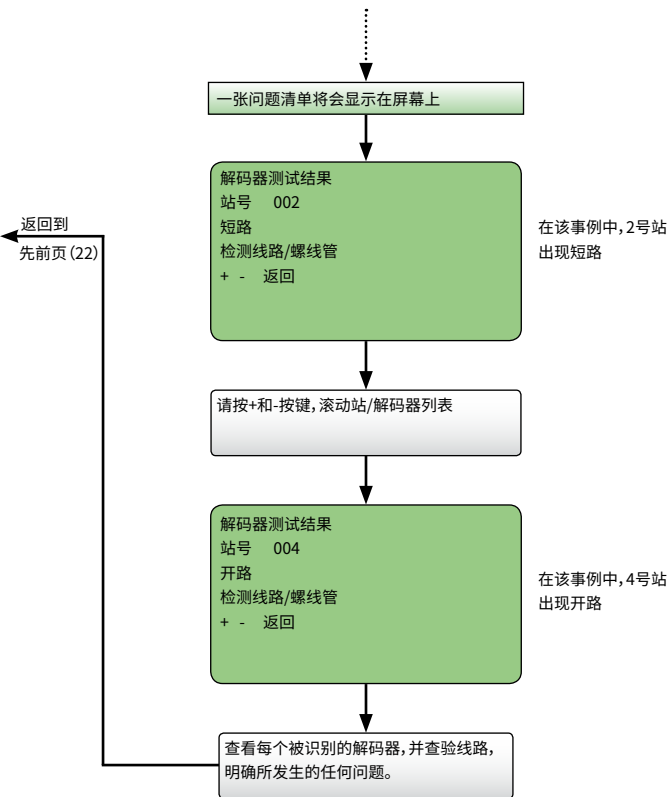 一张问题清单将会显示在屏幕上
解码器测试结果
站号 002
短路
检测线路/螺线管
+ - 返回
在该事例中，2号站
出现短路
返回到
先前页（22）
请按+和-按键，滚动站/解码器列表
解码器测试结果
站号 004
开路
检测线路/螺线管
+ - 返回
在该事例中，4号站
出现开路
查看每个被识别的解码器，并查验线路，
明确所发生的任何问题。